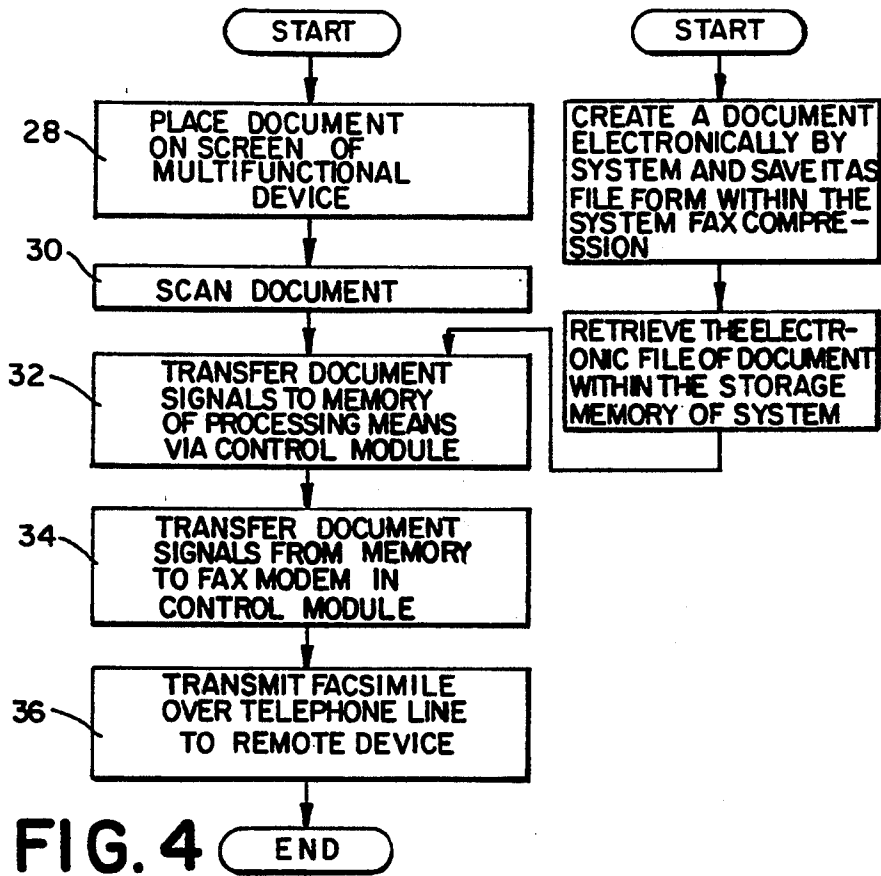 START
28
PLACE DOCUMENT
ON SCREEN OF
MULTIFUNCTIONAL
DEVICE
30
SCAN DOCUMENT
32
TRANSFER DOCUMENT
SIGNALS TO MEMORY
OF PROCESSING MEANS
VIA CONTROL MODULE
34
TRANSFER DOCUMENT
SIGNALS FROM MEMORY
TO FAX MODEM IN
CONTROL MODULE
36
TRANSMIT FACSIMILE
OVER TELEPHONE LINE
TO REMOTE DEVICE
END
START
CREATE A DOCUMENT
ELECTRONICALLY BY
SYSTEM AND SAVE IT AS
FILE FORM WITHIN THE
SYSTEM FAX COMPRE-
SSION
RETRIEVE THE ELECTR-
ONIC FILE OF DOCUMENT
WITHIN THE STORAGE
MEMORY OF SYSTEM
FIG. 4